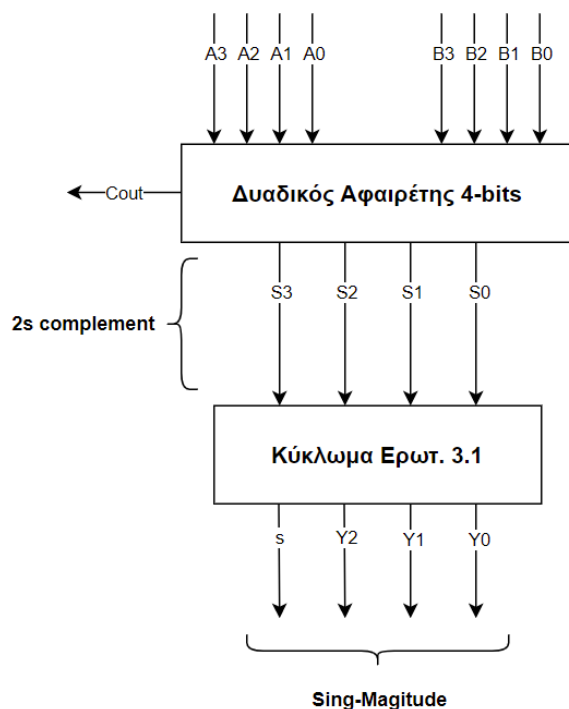 A3 A2 A1 A0 B3 B2 B1 B0
Cout
Δυαδικός Αφαιρέτης 4-bits
S3 S2 S1 S0
2s complement
Κύκλωμα Ερωτ. 3.1
s Y2 Y1 Y0
Sing-Magitude